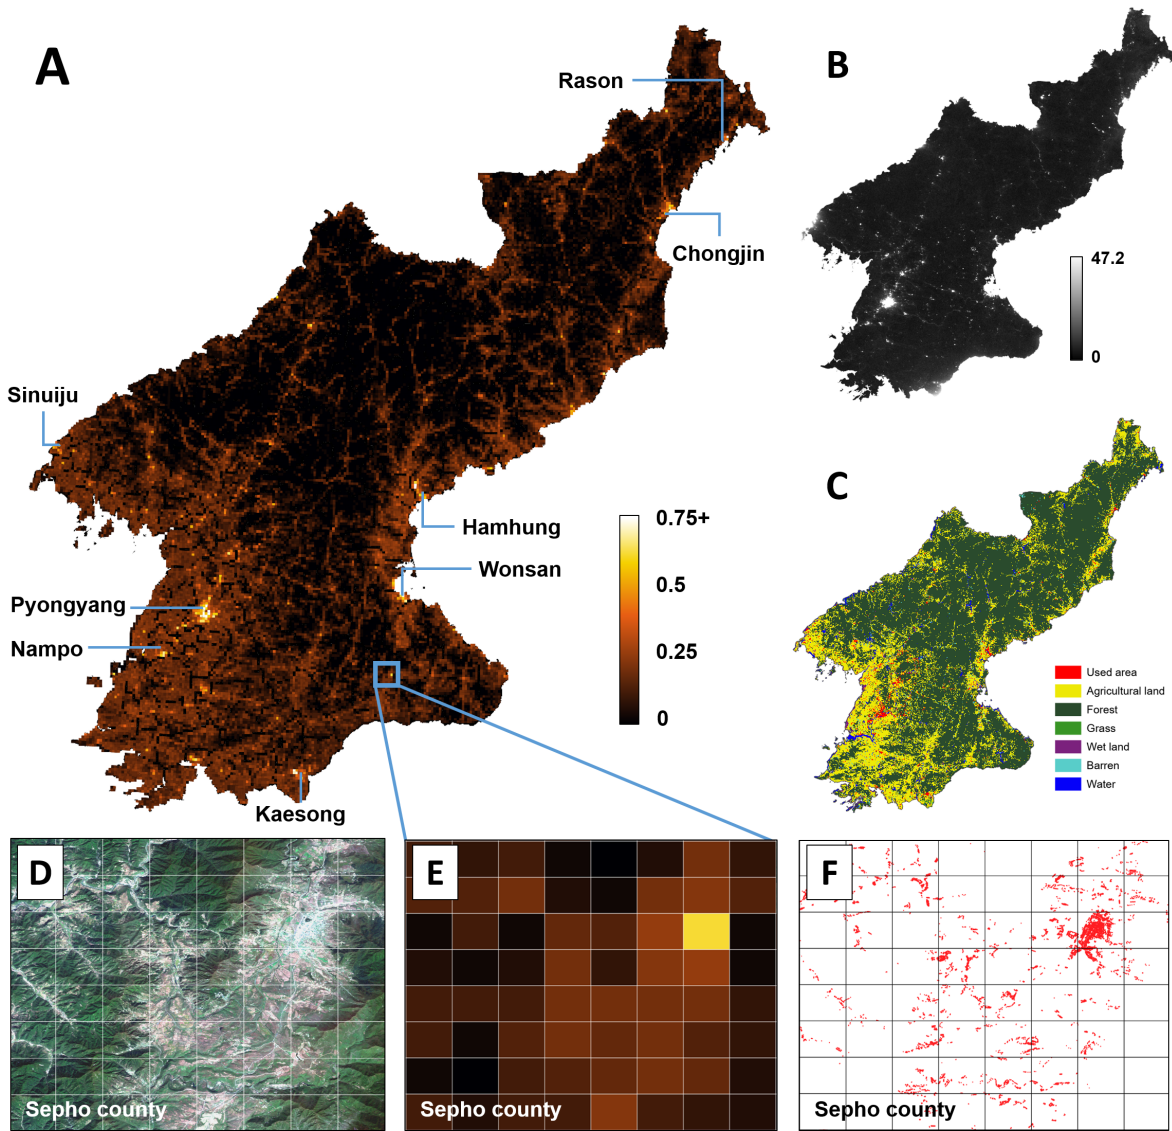 A
Rason
Chongjin
Sinuiju
Hamhung
Wonsan
Pyongyang
Nampo
Kaesong
0.75+
0.5
0.25
0
B
47.2
0
C
Used area
Agricultural land
Forest
Grass
Wet land
Barren
Water
D
Sepho county
E
Sepho county
F
Sepho county